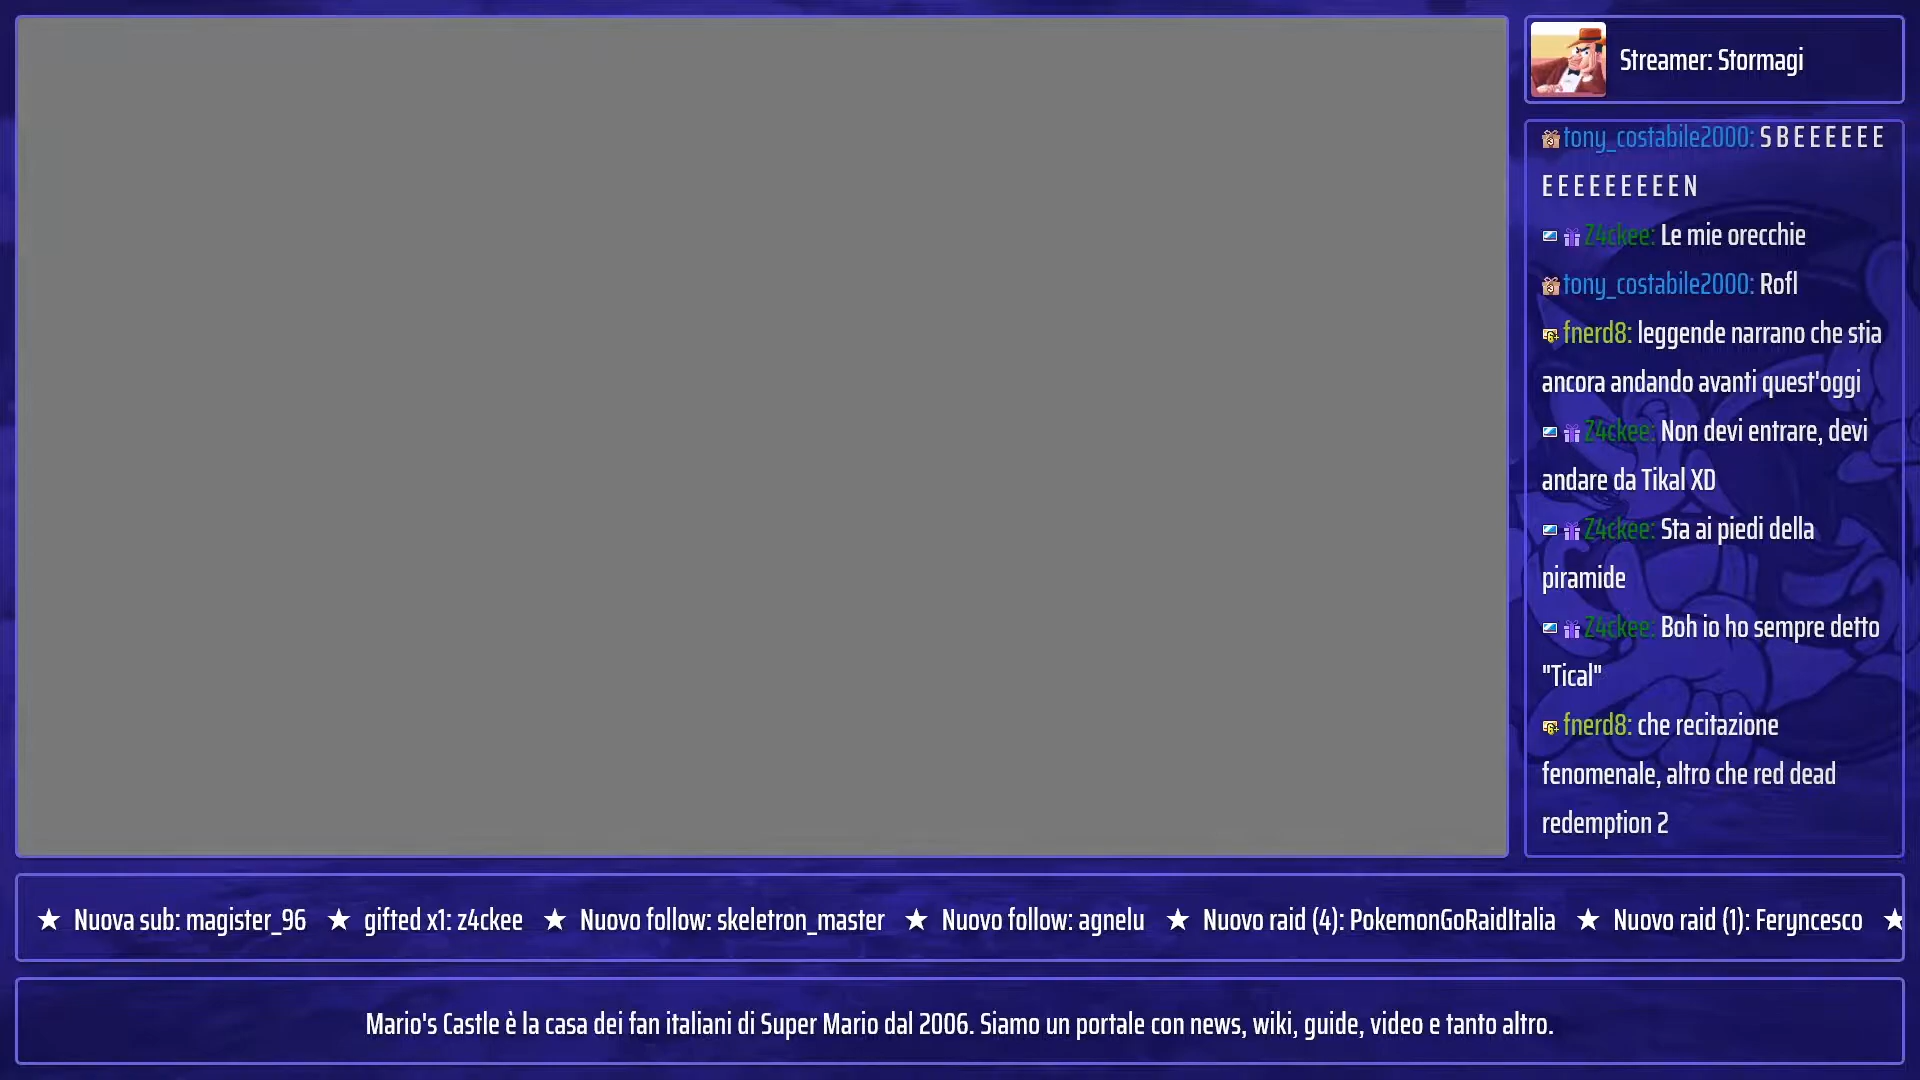 Streamer: Stormagi
tony_costabile2000: S B E E E E E E
E E E E E E E E E N
Z4ckee: Le mie orecchie
tony_costabile2000: Rofl
fnerd8: leggende narrano che stia
ancora andando avanti quest'oggi
Z4ckee: Non devi entrare, devi
andare da Tikal XD
Z4ckee: Sta ai piedi della
piramide
Z4ckee: Boh io ho sempre detto
"Tical"
fnerd8: che recitazione
fenomenale, altro che red dead
redemption 2
★ Nuova sub: magister_96 ★ gifted x1: z4ckee ★ Nuovo follow: skeletron_master ★ Nuovo follow: agnelu ★ Nuovo raid (4): PokemonGoRaidItalia ★ Nuovo raid (1): Feryncesco ★
Mario's Castle è la casa dei fan italiani di Super Mario dal 2006. Siamo un portale con news, wiki, guide, video e tanto altro.